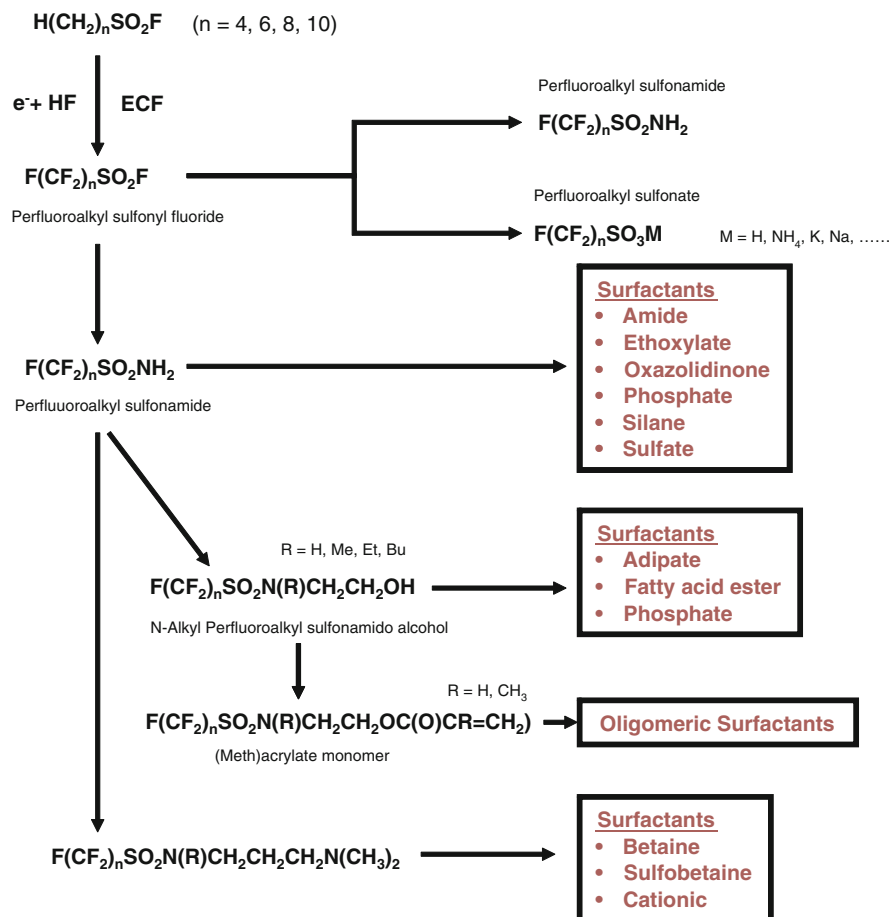 H(CH₂)ₙSO₂F (n = 4, 6, 8, 10)
e⁻+ HF ECF
Perfluoroalkyl sulfonamide
F(CF₂)ₙSO₂NH₂
F(CF₂)ₙSO₂F
Perfluoroalkyl sulfonyl fluoride
Perfluoroalkyl sulfonate
F(CF₂)ₙSO₃M M = H, NH₄, K, Na, ……
F(CF₂)ₙSO₂NH₂
Perfluuoroalkyl sulfonamide
Surfactants
• Amide
• Ethoxylate
• Oxazolidinone
• Phosphate
• Silane
• Sulfate
R = H, Me, Et, Bu
F(CF₂)ₙSO₂N(R)CH₂CH₂OH
N-Alkyl Perfluoroalkyl sulfonamido alcohol
Surfactants
• Adipate
• Fatty acid ester
• Phosphate
R = H, CH₃
F(CF₂)ₙSO₂N(R)CH₂CH₂OC(O)CR=CH₂)
(Meth)acrylate monomer
Oligomeric Surfactants
F(CF₂)ₙSO₂N(R)CH₂CH₂CH₂N(CH₃)₂
Surfactants
• Betaine
• Sulfobetaine
• Cationic